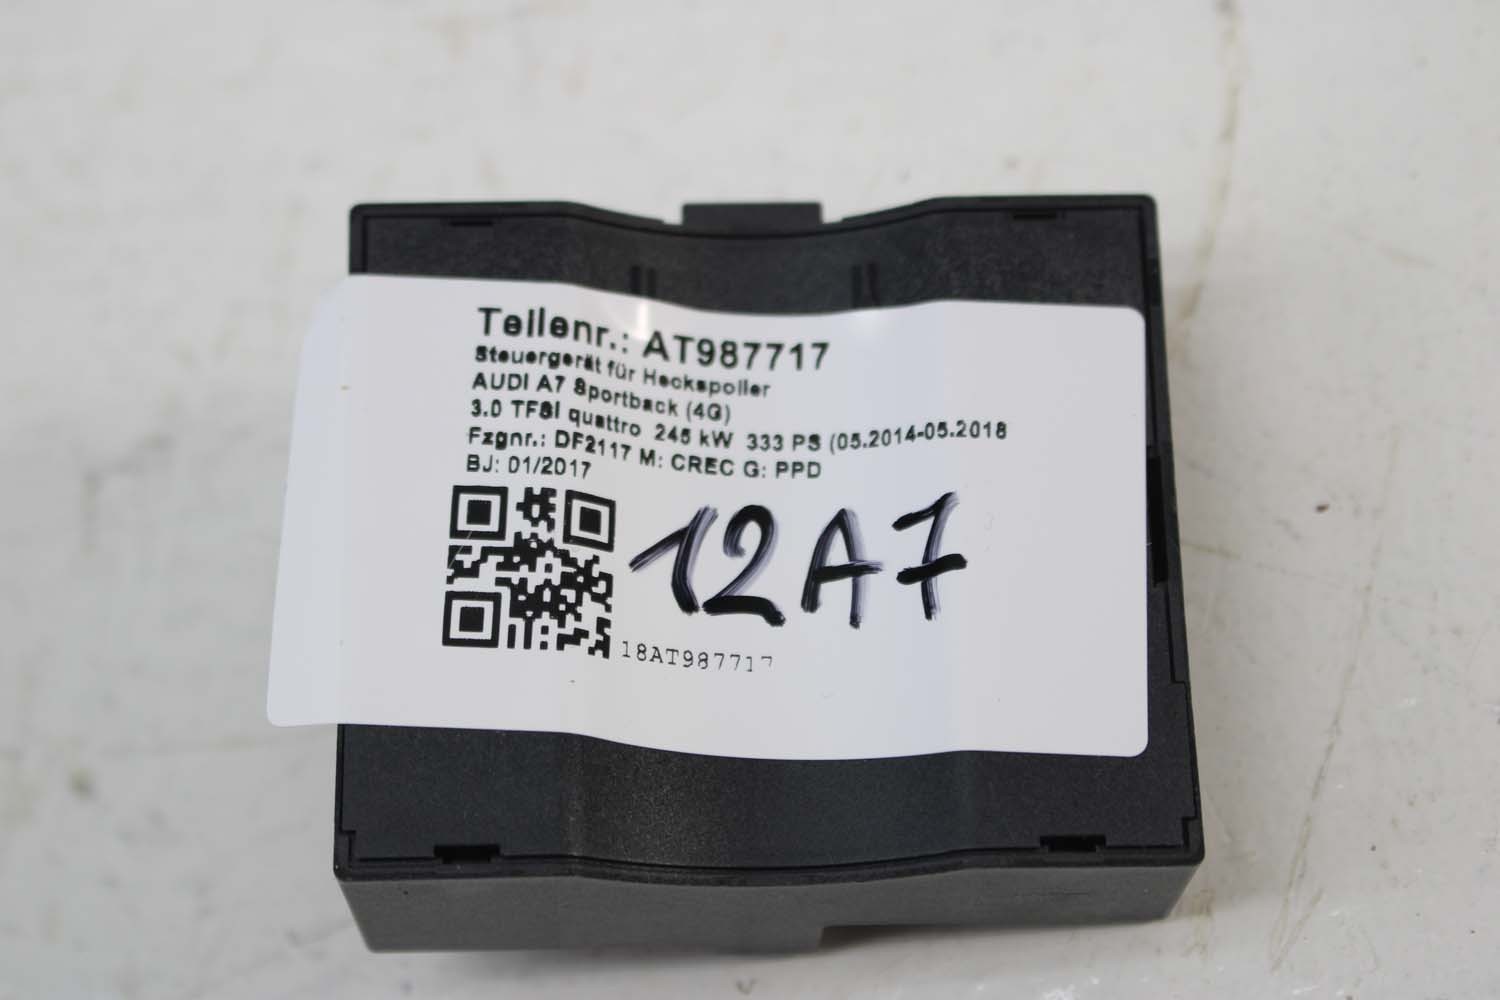 Teilenr.: AT987717
Steuergerät für Heckspoiler
AUDI A7 Sportback (4G)
3.0 TFSI quattro 245 kW 333 PS (05.2014-05.2018
Fzgnr.: DF2117 M: CREC G: PPD
BJ: 01/2017
12A7
18AT987717